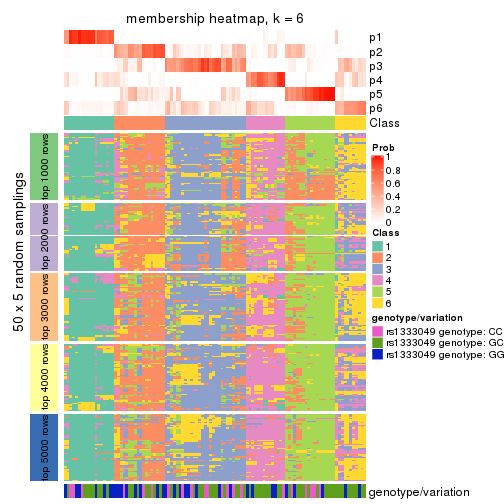 membership heatmap, k = 6
p1
p2
p3
p4
p5
p6
Class
50 x 5 random samplings
top 1000 rows
top 2000 rows
top 3000 rows
top 4000 rows
top 5000 rows
Prob
1
0.8
0.6
0.4
0.2
0
Class
1
2
3
4
5
6
genotype/variation
rs1333049 genotype: CC
rs1333049 genotype: GC
rs1333049 genotype: GG
genotype/variation